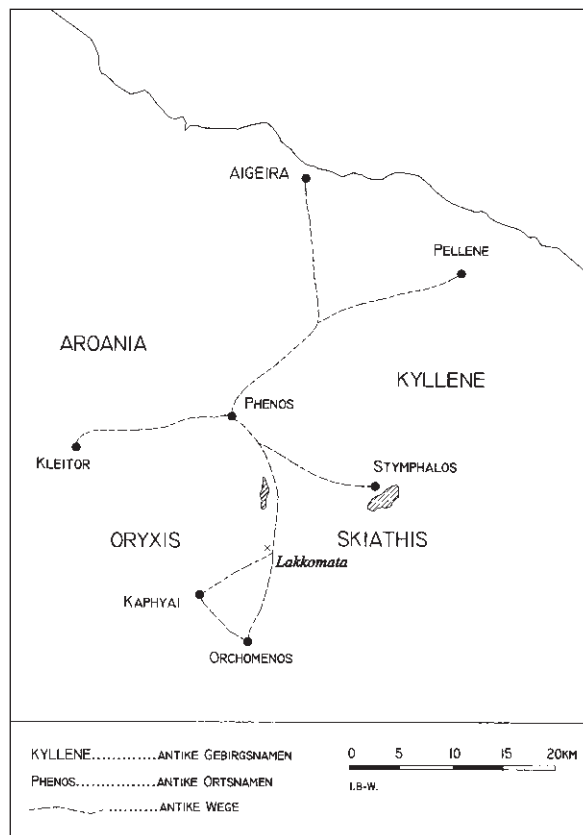 AIGEIRA
PELLENE
AROANIA
KYLLENE
PHENOS
KLEITOR
STYMPHALOS
ORYXIS
SKIATHIS
Lakkomata
KAPHYAI
ORCHOMENOS
KYLLENE............ANTIKE GEBIRGSNAMEN
PHENOS............ANTIKE ORTSNAMEN
..........ANTIKE WEGE
0 5 10 15 20KM
I.B-W.